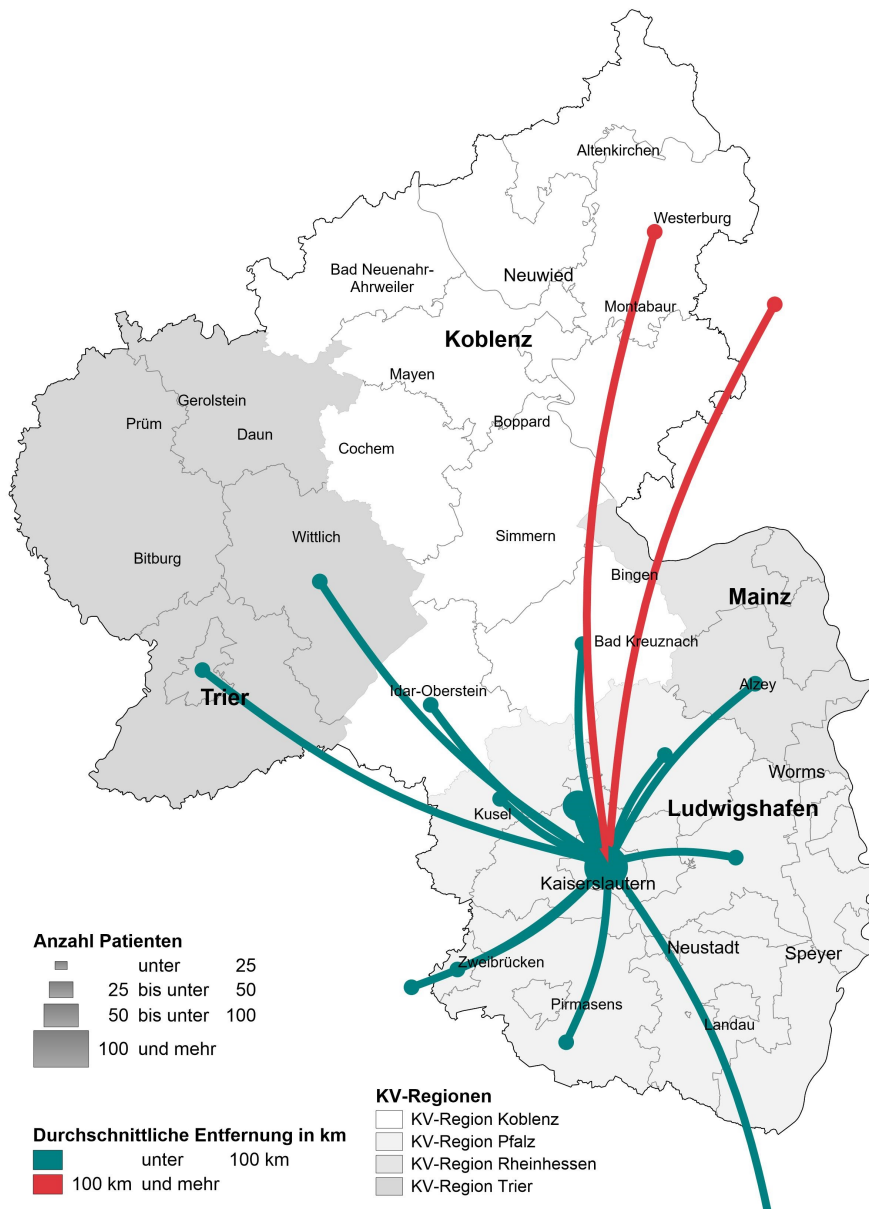 Altenkirchen
Westerburg
Bad Neuenahr-
Ahrweiler
Neuwied
Montabaur
Koblenz
Mayen
Gerolstein
Prüm
Daun
Boppard
Cochem
Simmern
Wittlich
Bitburg
Bingen
Mainz
Bad Kreuznach
Alzey
Idar-Oberstein
Trier
Worms
Ludwigshafen
Kusel
Kaiserslautern
Neustadt
Speyer
Zweibrücken
Pirmasens
Landau
Anzahl Patienten
unter 25
25 bis unter 50
50 bis unter 100
100 und mehr
Durchschnittliche Entfernung in km
unter 100 km
100 km und mehr
KV-Regionen
KV-Region Koblenz
KV-Region Pfalz
KV-Region Rheinhessen
KV-Region Trier